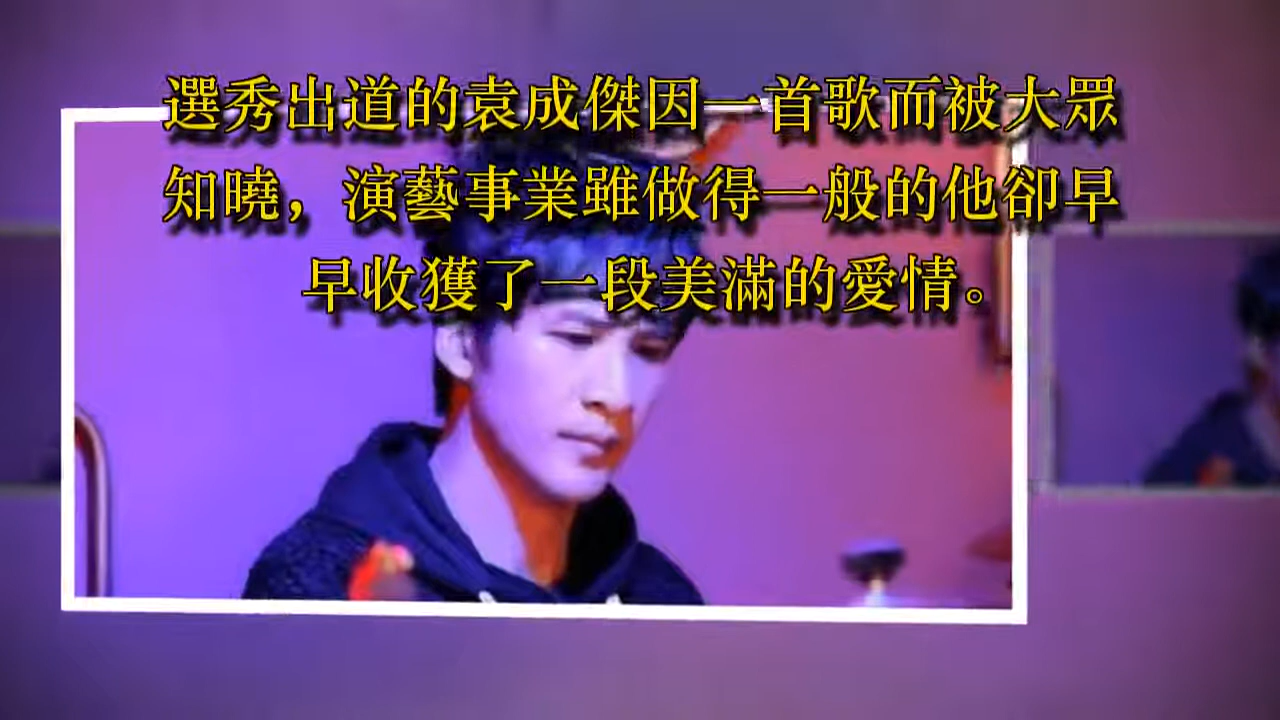 選秀出道的袁成傑因一首歌而被大眾
知曉，演藝事業雖做得一般的他卻早
早收獲了一段美滿的愛情。